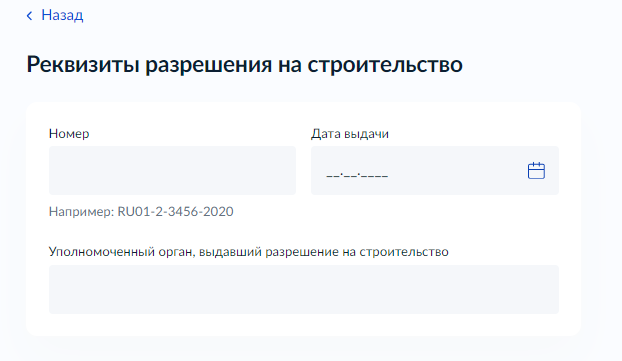 Назад
Реквизиты разрешения на строительство
Номер
Дата выдачи
__.__.____
Например: RU01-2-3456-2020
Уполномоченный орган, выдавший разрешение на строительство